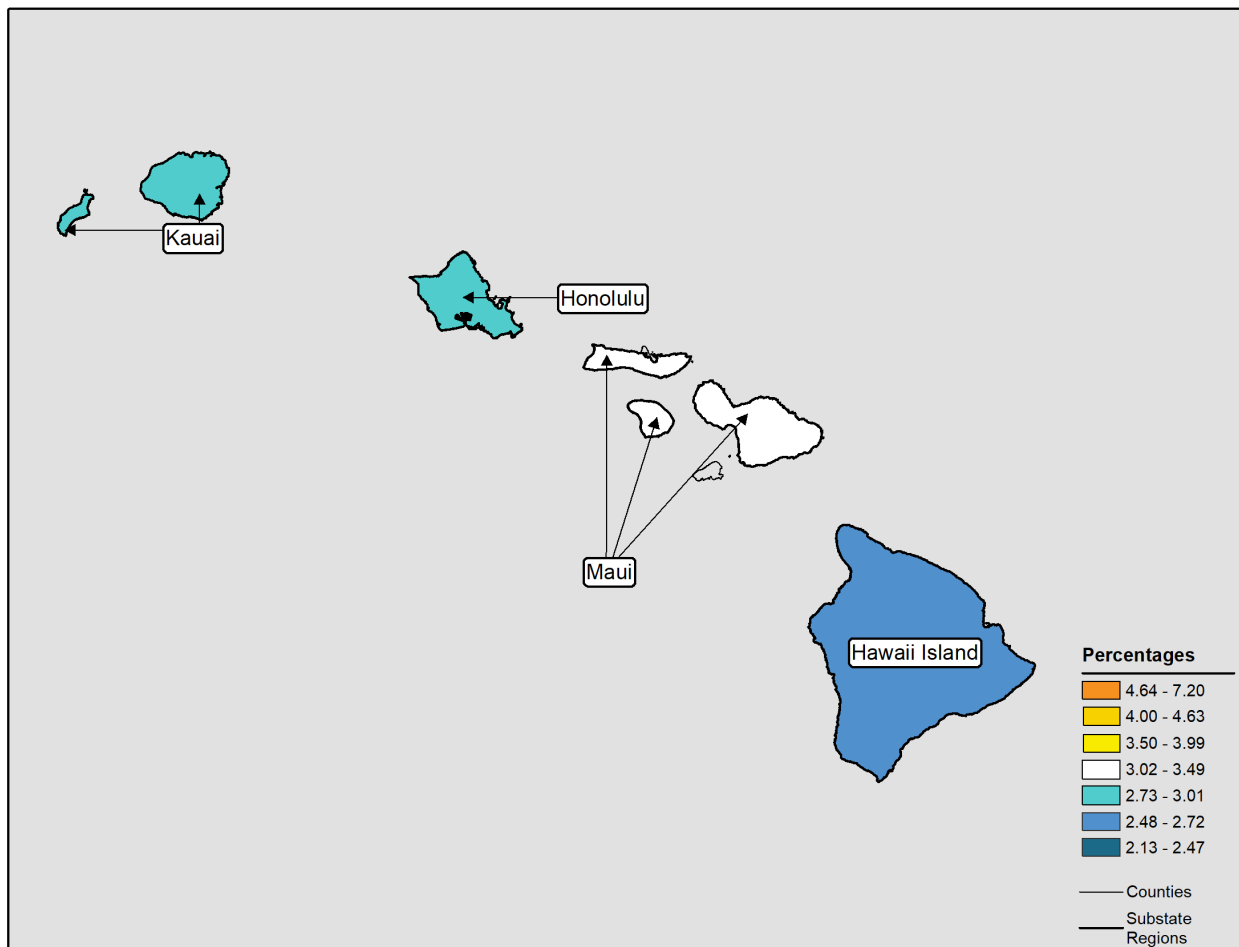 Kauai
Honolulu
Maui
Hawaii Island
Percentages
4.64 - 7.20
4.00 - 4.63
3.50 - 3.99
3.02 - 3.49
2.73 - 3.01
2.48 - 2.72
2.13 - 2.47
Counties
Substate
Regions